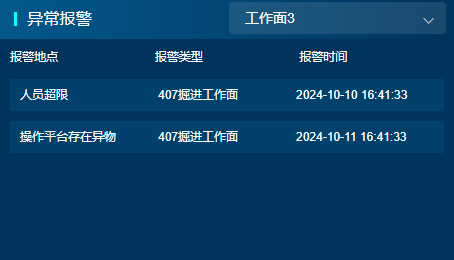 异常报警 工作面3
报警地点 报警类型 报警时间
人员超限 407掘进工作面 2024-10-10 16:41:33
操作平台存在异物 407掘进工作面 2024-10-11 16:41:33